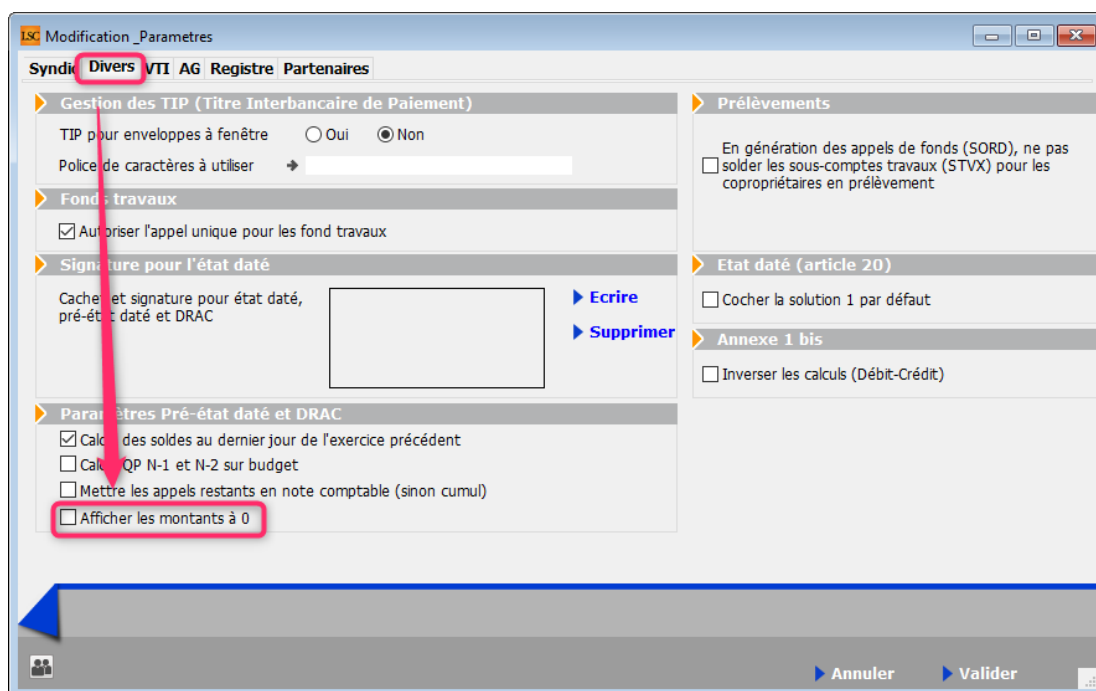 LSC Modification _Parametres
Syndic Divers VTI AG Registre Partenaires
Gestion des TIP (Titre Interbancaire de Paiement)
TIP pour enveloppes à fenêtre Oui Non
Police de caractères à utiliser
Fonds travaux
Autoriser l'appel unique pour les fond travaux
Signature pour l'état daté
Cachet et signature pour état daté,
pré-état daté et DRAC
Ecrire
Supprimer
Paramètres Pré-état daté et DRAC
Calcul des soldes au dernier jour de l'exercice précédent
Calcul QP N-1 et N-2 sur budget
Mettre les appels restants en note comptable (sinon cumul)
Afficher les montants à 0
Prélèvements
En génération des appels de fonds (SORD), ne pas
solder les sous-comptes travaux (STVX) pour les
copropriétaires en prélèvement
Etat daté (article 20)
Cocher la solution 1 par défaut
Annexe 1 bis
Inverser les calculs (Débit-Crédit)
Annuler Valider